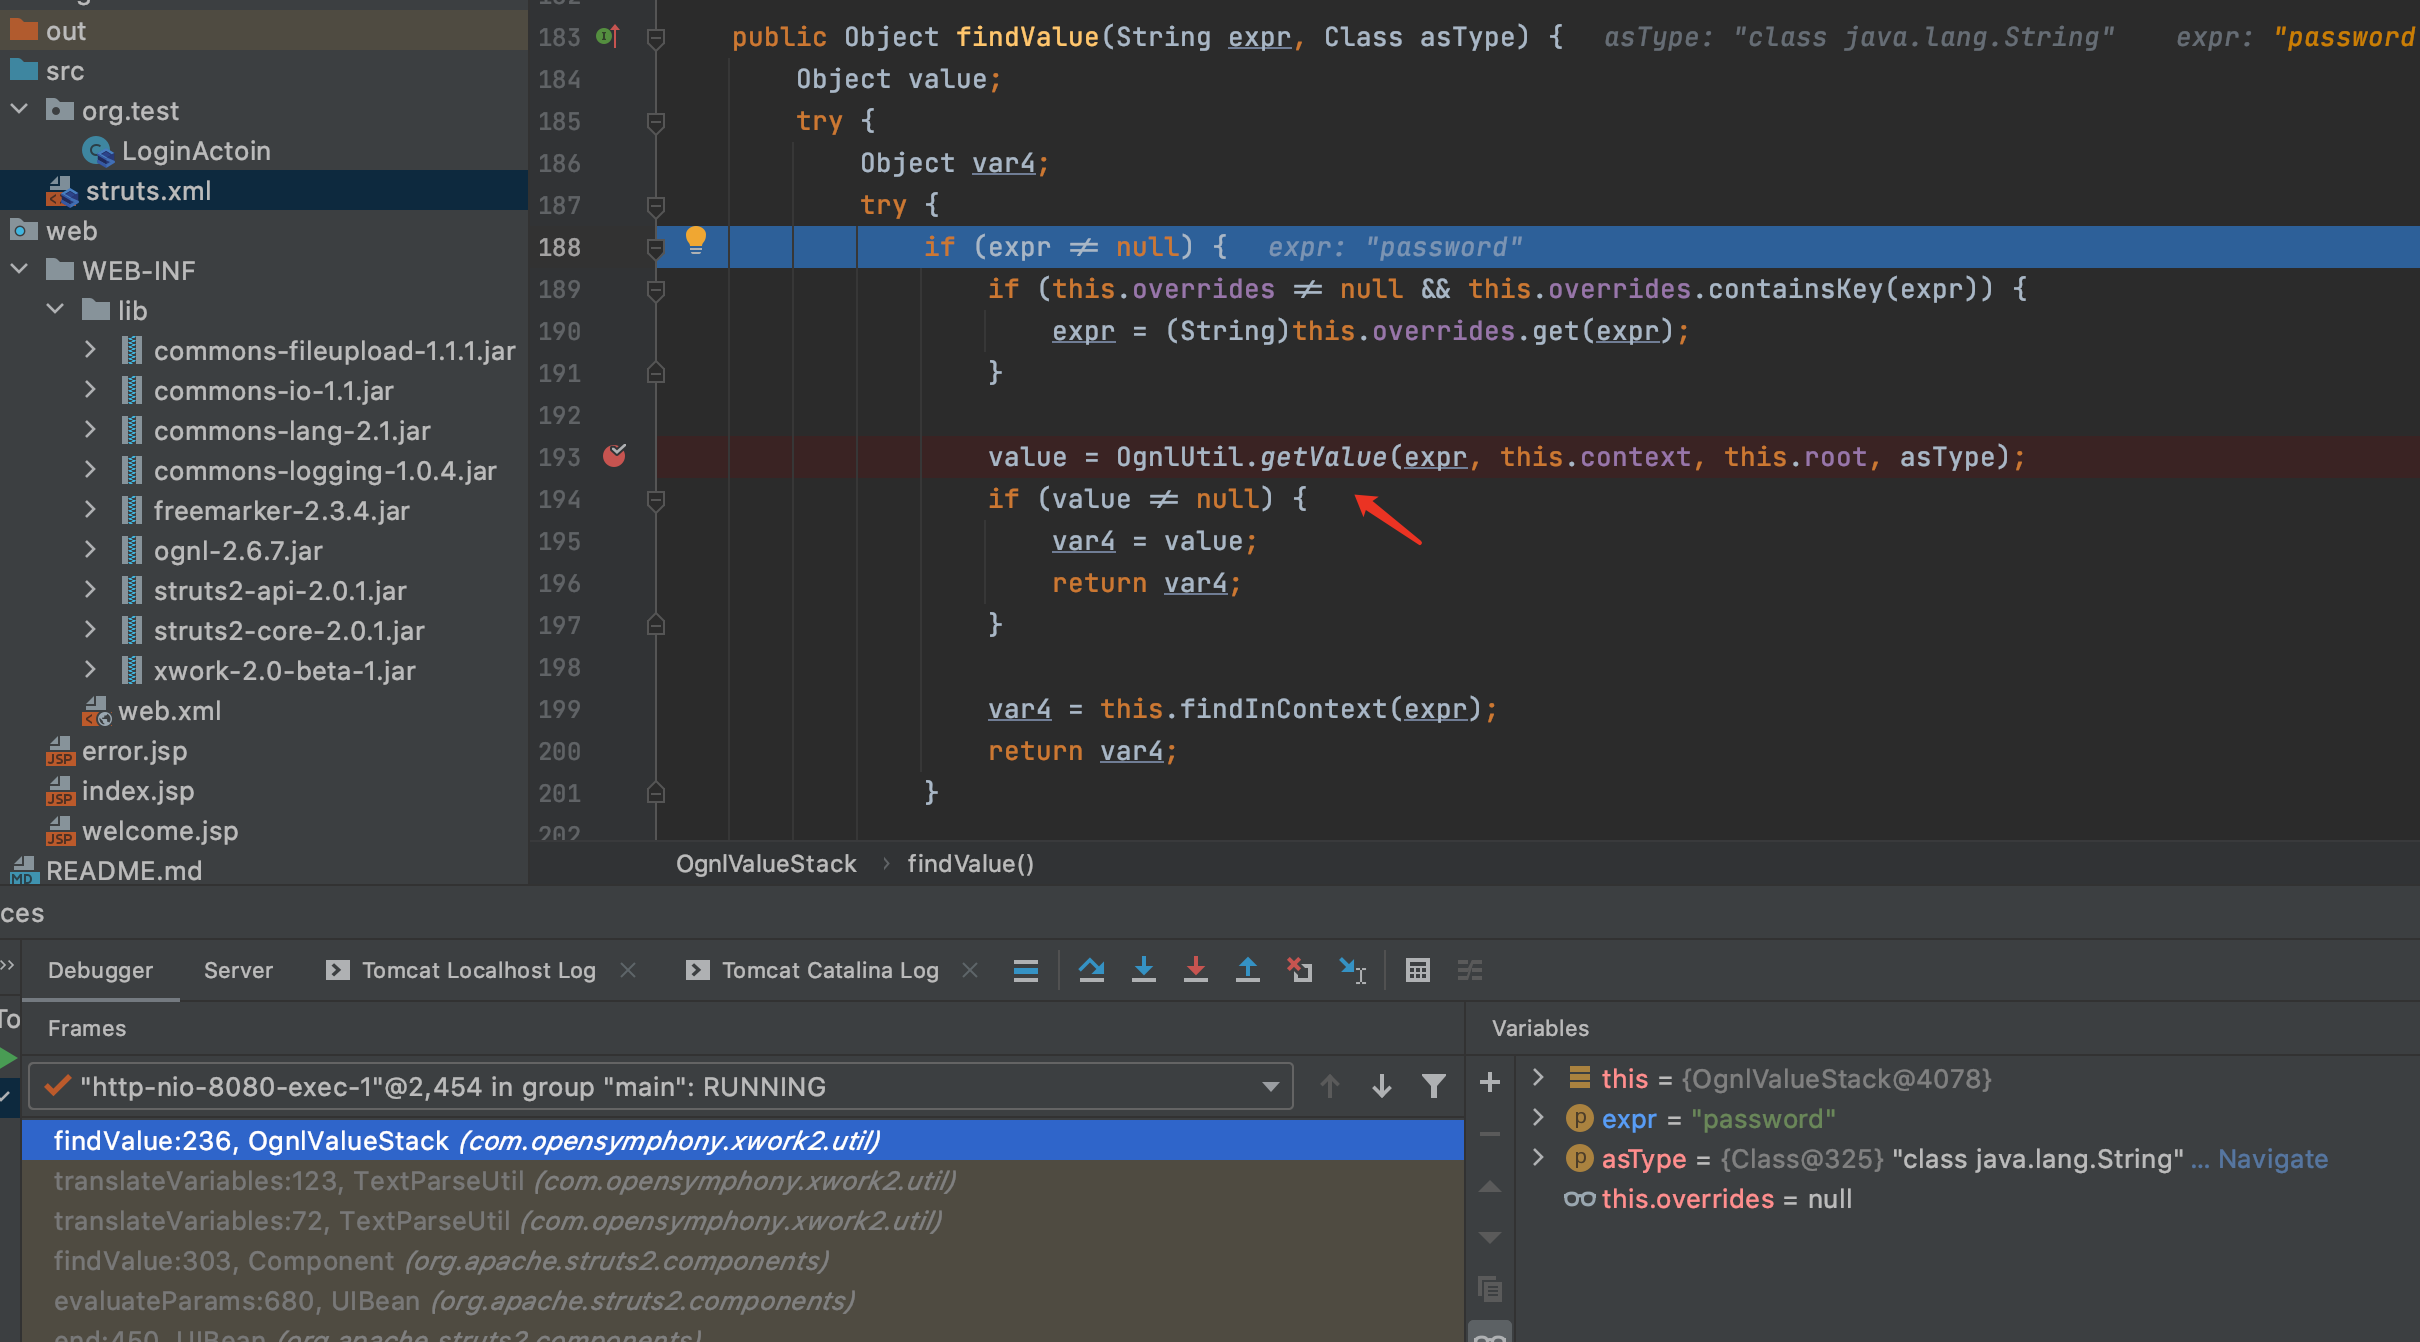 out
src
org.test
LoginActoin
struts.xml
web
WEB-INF
lib
commons-fileupload-1.1.1.jar
commons-io-1.1.jar
commons-lang-2.1.jar
commons-logging-1.0.4.jar
freemarker-2.3.4.jar
ognl-2.6.7.jar
struts2-api-2.0.1.jar
struts2-core-2.0.1.jar
xwork-2.0-beta-1.jar
web.xml
error.jsp
index.jsp
welcome.jsp
README.md
183 public Object findValue(String expr, Class asType) { asType: "class java.lang.String" expr: "password
184 Object value;
185 try {
186 Object var4;
187 try {
188 if (expr ≠ null) { expr: "password"
189 if (this.overrides ≠ null && this.overrides.containsKey(expr)) {
190 expr = (String)this.overrides.get(expr);
191 }
192
193 value = OgnlUtil.getValue(expr, this.context, this.root, asType);
194 if (value ≠ null) {
195 var4 = value;
196 return var4;
197 }
198
199 var4 = this.findInContext(expr);
200 return var4;
201 }
202
OgnlValueStack › findValue()
ces
Debugger Server Tomcat Localhost Log Tomcat Catalina Log
To
Frames
"http-nio-8080-exec-1"@2,454 in group "main": RUNNING
findValue:236, OgnlValueStack (com.opensymphony.xwork2.util)
translateVariables:123, TextParseUtil (com.opensymphony.xwork2.util)
translateVariables:72, TextParseUtil (com.opensymphony.xwork2.util)
findValue:303, Component (org.apache.struts2.components)
evaluateParams:680, UIBean (org.apache.struts2.components)
end:450, UIBean (org.apache.struts2.components)
Variables
this = {OgnlValueStack@4078}
expr = "password"
asType = {Class@325} "class java.lang.String" ... Navigate
this.overrides = null